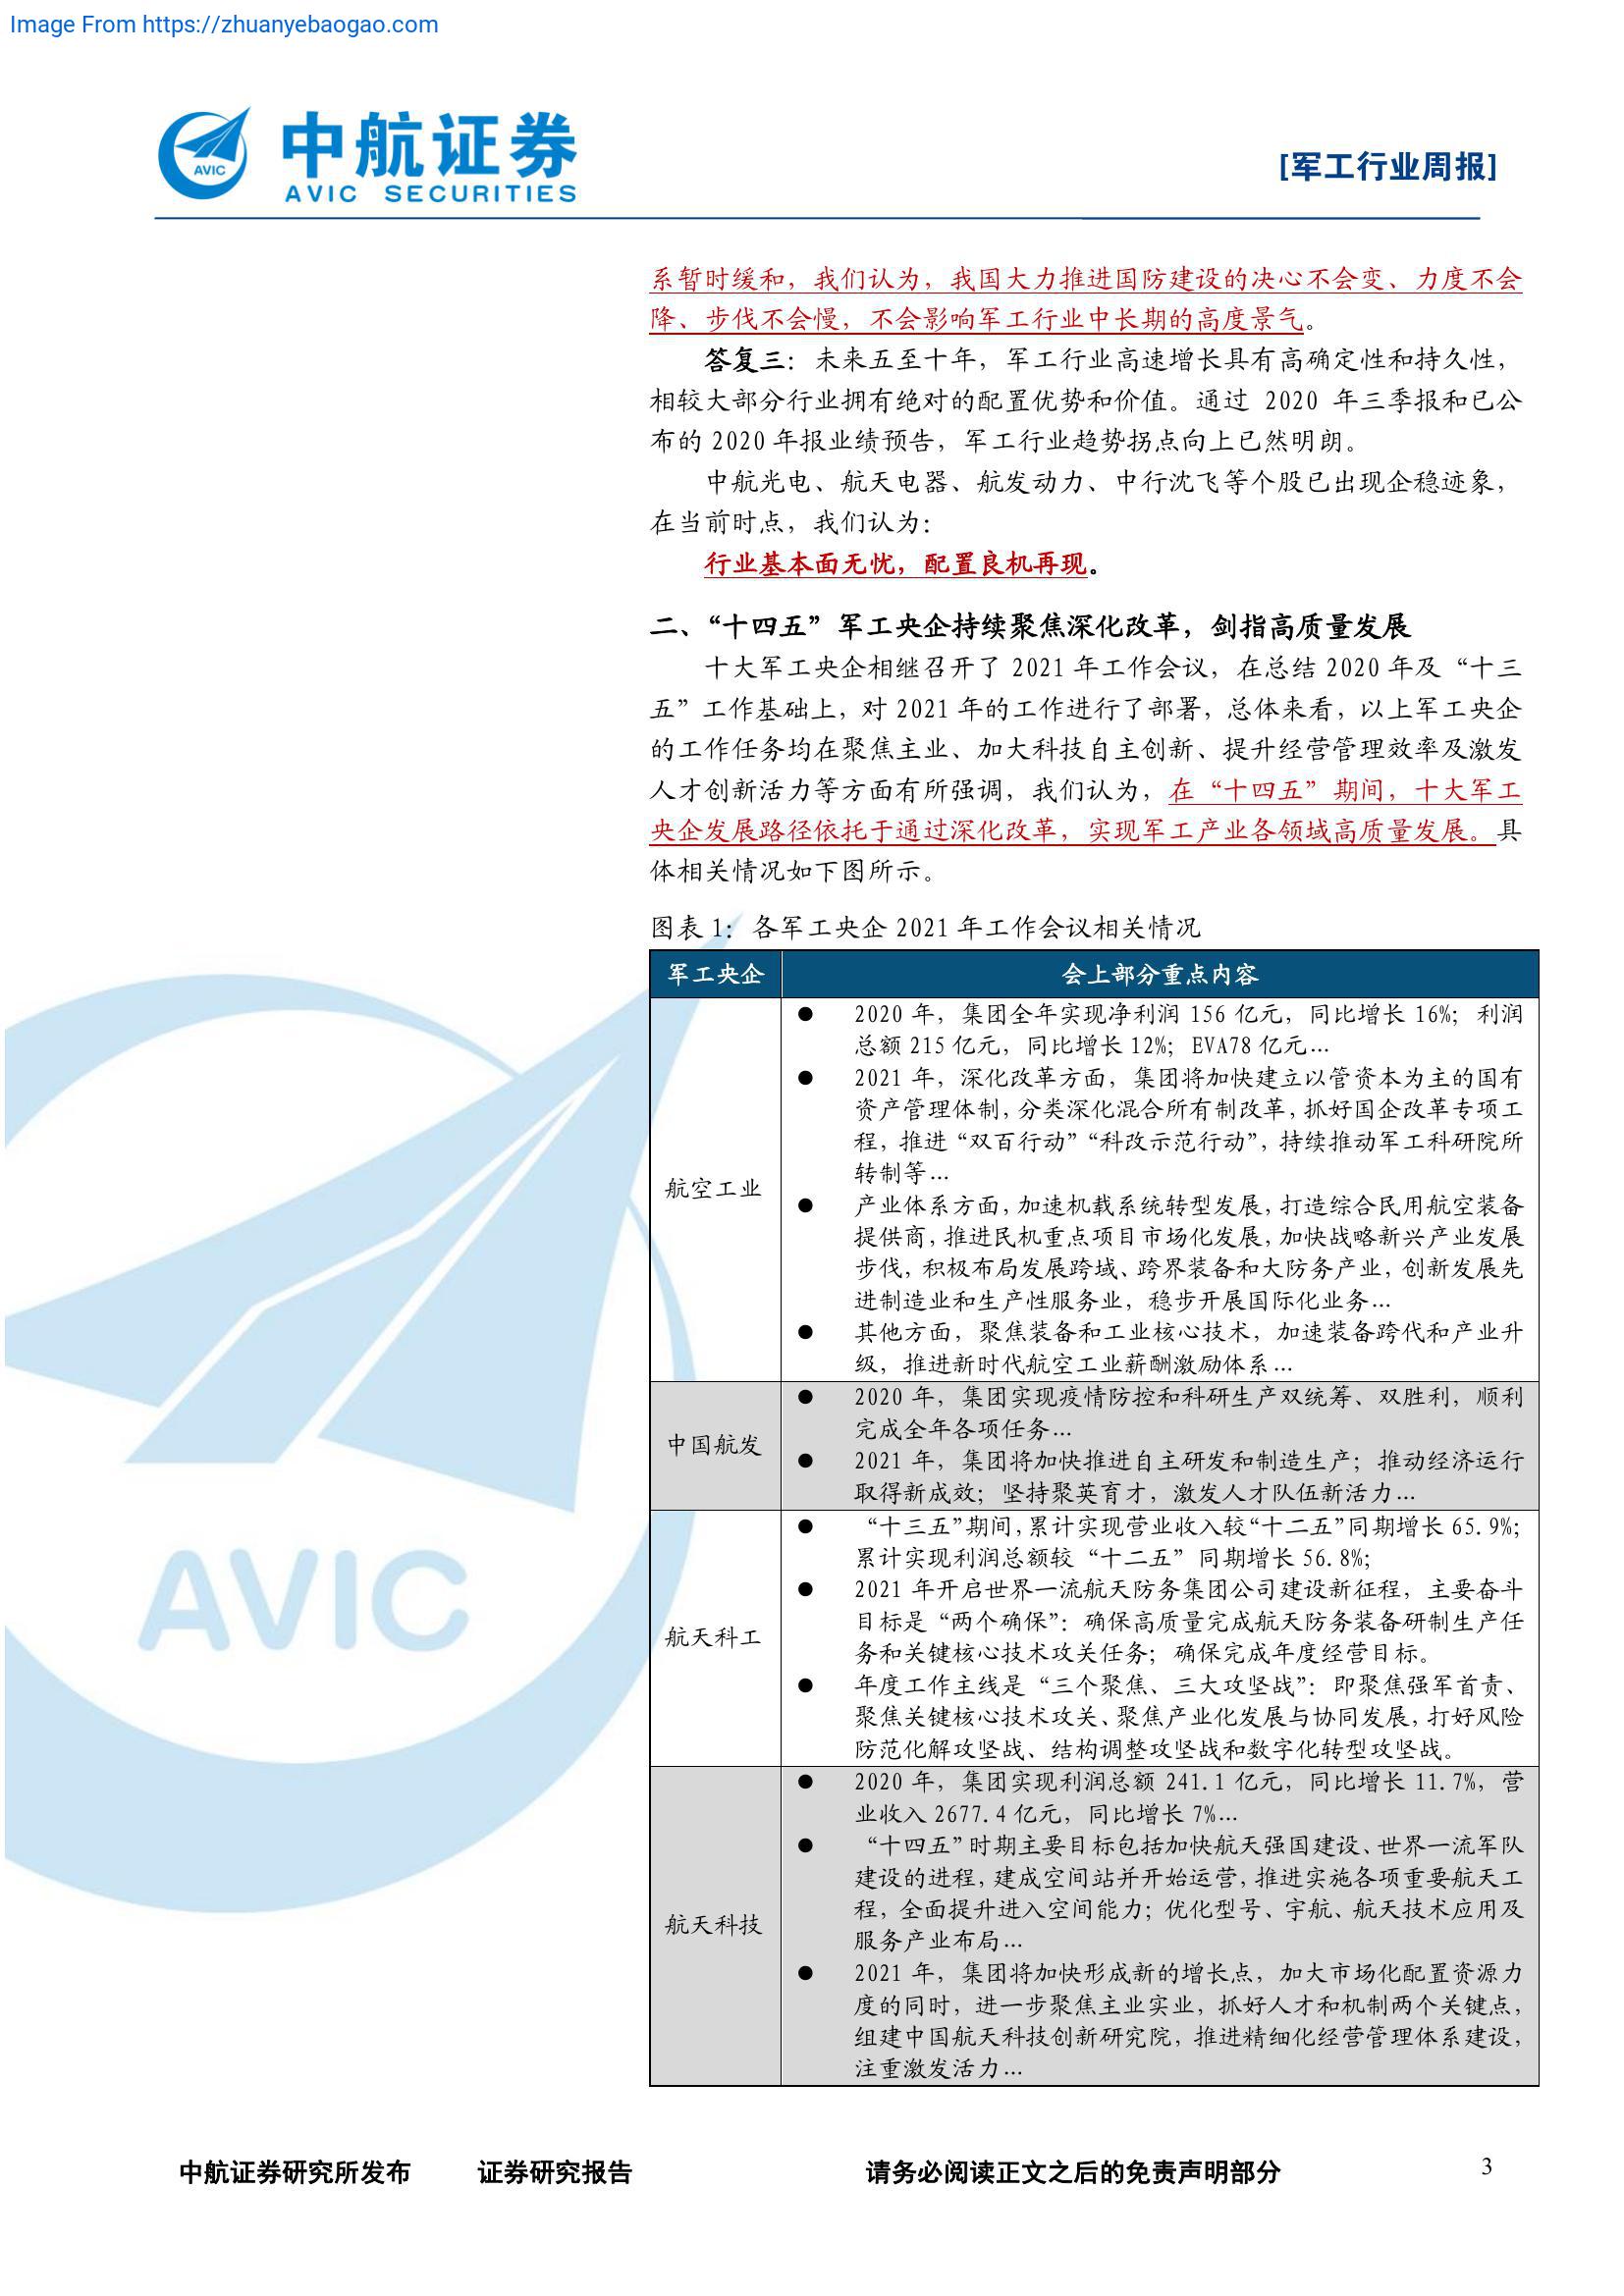 Image From https://zhuanyebaogao.com
中航证券
AVIC
AVIC SECURITIES
[军工行业周报]
系暂时缓和，我们认为，我国大力推进国防建设的决心不会变、力度不会
降、步伐不会慢，不会影响军工行业中长期的高度景气。
答复三：未来五至十年，军工行业高速增长具有高确定性和持久性，
相较大部分行业拥有绝对的配置优势和价值。通过 2020 年三季报和已公
布的 2020 年报业绩预告，军工行业趋势拐点向上已然明朗。
中航光电、航天电器、航发动力、中行沈飞等个股已出现企稳迹象，
在当前时点，我们认为：
行业基本面无忧，配置良机再现。
二、“十四五”军工央企持续聚焦深化改革，剑指高质量发展
十大军工央企相继召开了 2021 年工作会议，在总结 2020 年及“十三
五”工作基础上，对 2021 年的工作进行了部署，总体来看，以上军工央企
的工作任务均在聚焦主业、加大科技自主创新、提升经营管理效率及激发
人才创新活力等方面有所强调，我们认为，在“十四五”期间，十大军工
央企发展路径依托于通过深化改革，实现军工产业各领域高质量发展。具
体相关情况如下图所示。
图表 1：各军工央企 2021 年工作会议相关情况
军工央企 会上部分重点内容
航空工业
● 2020 年，集团全年实现净利润 156 亿元，同比增长 16%；利润
总额 215 亿元，同比增长 12%；EVA78 亿元…
● 2021 年，深化改革方面，集团将加快建立以管资本为主的国有
资产管理体制，分类深化混合所有制改革，抓好国企改革专项工
程，推进“双百行动”“科改示范行动”，持续推动军工科研院所
转制等…
● 产业体系方面，加速机载系统转型发展，打造综合民用航空装备
提供商，推进民机重点项目市场化发展，加快战略新兴产业发展
步伐，积极布局发展跨域、跨界装备和大防务产业，创新发展先
进制造业和生产性服务业，稳步开展国际化业务…
● 其他方面，聚焦装备和工业核心技术，加速装备跨代和产业升
级，推进新时代航空工业薪酬激励体系…
中国航发
● 2020 年，集团实现疫情防控和科研生产双统筹、双胜利，顺利
完成全年各项任务…
● 2021 年，集团将加快推进自主研发和制造生产；推动经济运行
取得新成效；坚持聚英育才，激发人才队伍新活力…
航天科工
● “十三五”期间，累计实现营业收入较“十二五”同期增长 65.9%；
累计实现利润总额较“十二五”同期增长 56.8%；
● 2021 年开启世界一流航天防务集团公司建设新征程，主要奋斗
目标是“两个确保”：确保高质量完成航天防务装备研制生产任
务和关键核心技术攻关任务；确保完成年度经营目标。
● 年度工作主线是“三个聚焦、三大攻坚战”：即聚焦强军首责、
聚焦关键核心技术攻关、聚焦产业化发展与协同发展，打好风险
防范化解攻坚战、结构调整攻坚战和数字化转型攻坚战。
航天科技
● 2020 年，集团实现利润总额 241.1 亿元，同比增长 11.7%，营
业收入 2677.4 亿元，同比增长 7%…
● “十四五”时期主要目标包括加快航天强国建设、世界一流军队
建设的进程，建成空间站并开始运营，推进实施各项重要航天工
程，全面提升进入空间能力；优化型号、宇航、航天技术应用及
服务产业布局…
● 2021 年，集团将加快形成新的增长点，加大市场化配置资源力
度的同时，进一步聚焦主业实业，抓好人才和机制两个关键点，
组建中国航天科技创新研究院，推进精细化经营管理体系建设，
注重激发活力…
AVIC
中航证券研究所发布 证券研究报告 请务必阅读正文之后的免责声明部分 3